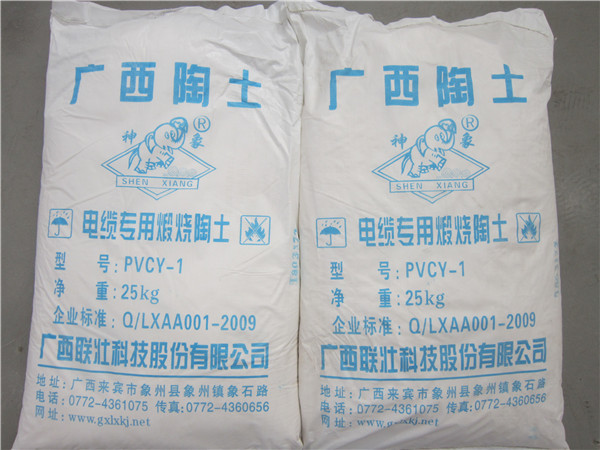 广西陶土
神象®
SHEN XIANG
电缆专用煅烧陶土
型 号:PVCY-1
净 重:25kg
企业标准:Q/LXAA001-2009
广西联壮科技股份有限公司
地址:广西来宾市象州县象州镇象石路
电话:0772-4361075 传真:0772-4360656
网址:www.gxlxkj.net
广西陶土
神象®
SHEN XIANG
电缆专用煅烧陶土
型 号:PVCY-1
净 重:25kg
企业标准:Q/LXAA001-2009
广西联壮科技股份有限公司
地址:广西来宾市象州县象州镇象石路
电话:0772-4361075 传真:0772-4360656
网址:www.gxlxkj.net